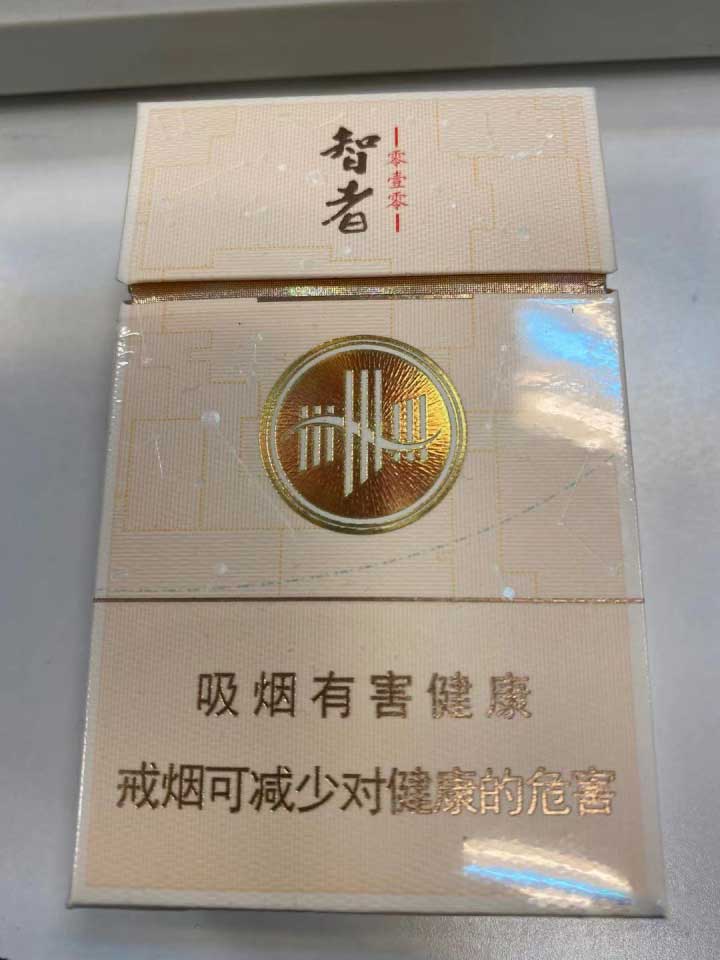 智者
零壹零
吸烟有害健康
戒烟可减少对健康的危害